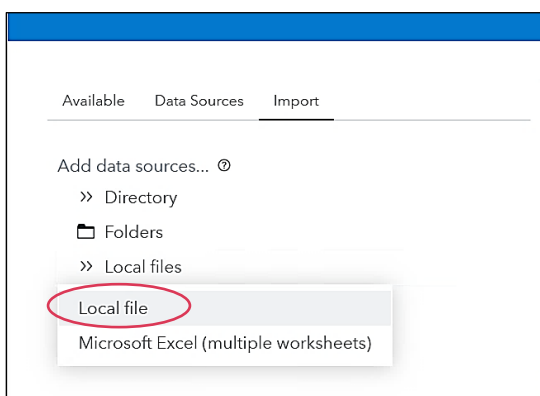 Available Data Sources Import
Add data sources...
Directory
Folders
Local files
Local file
Microsoft Excel (multiple worksheets)